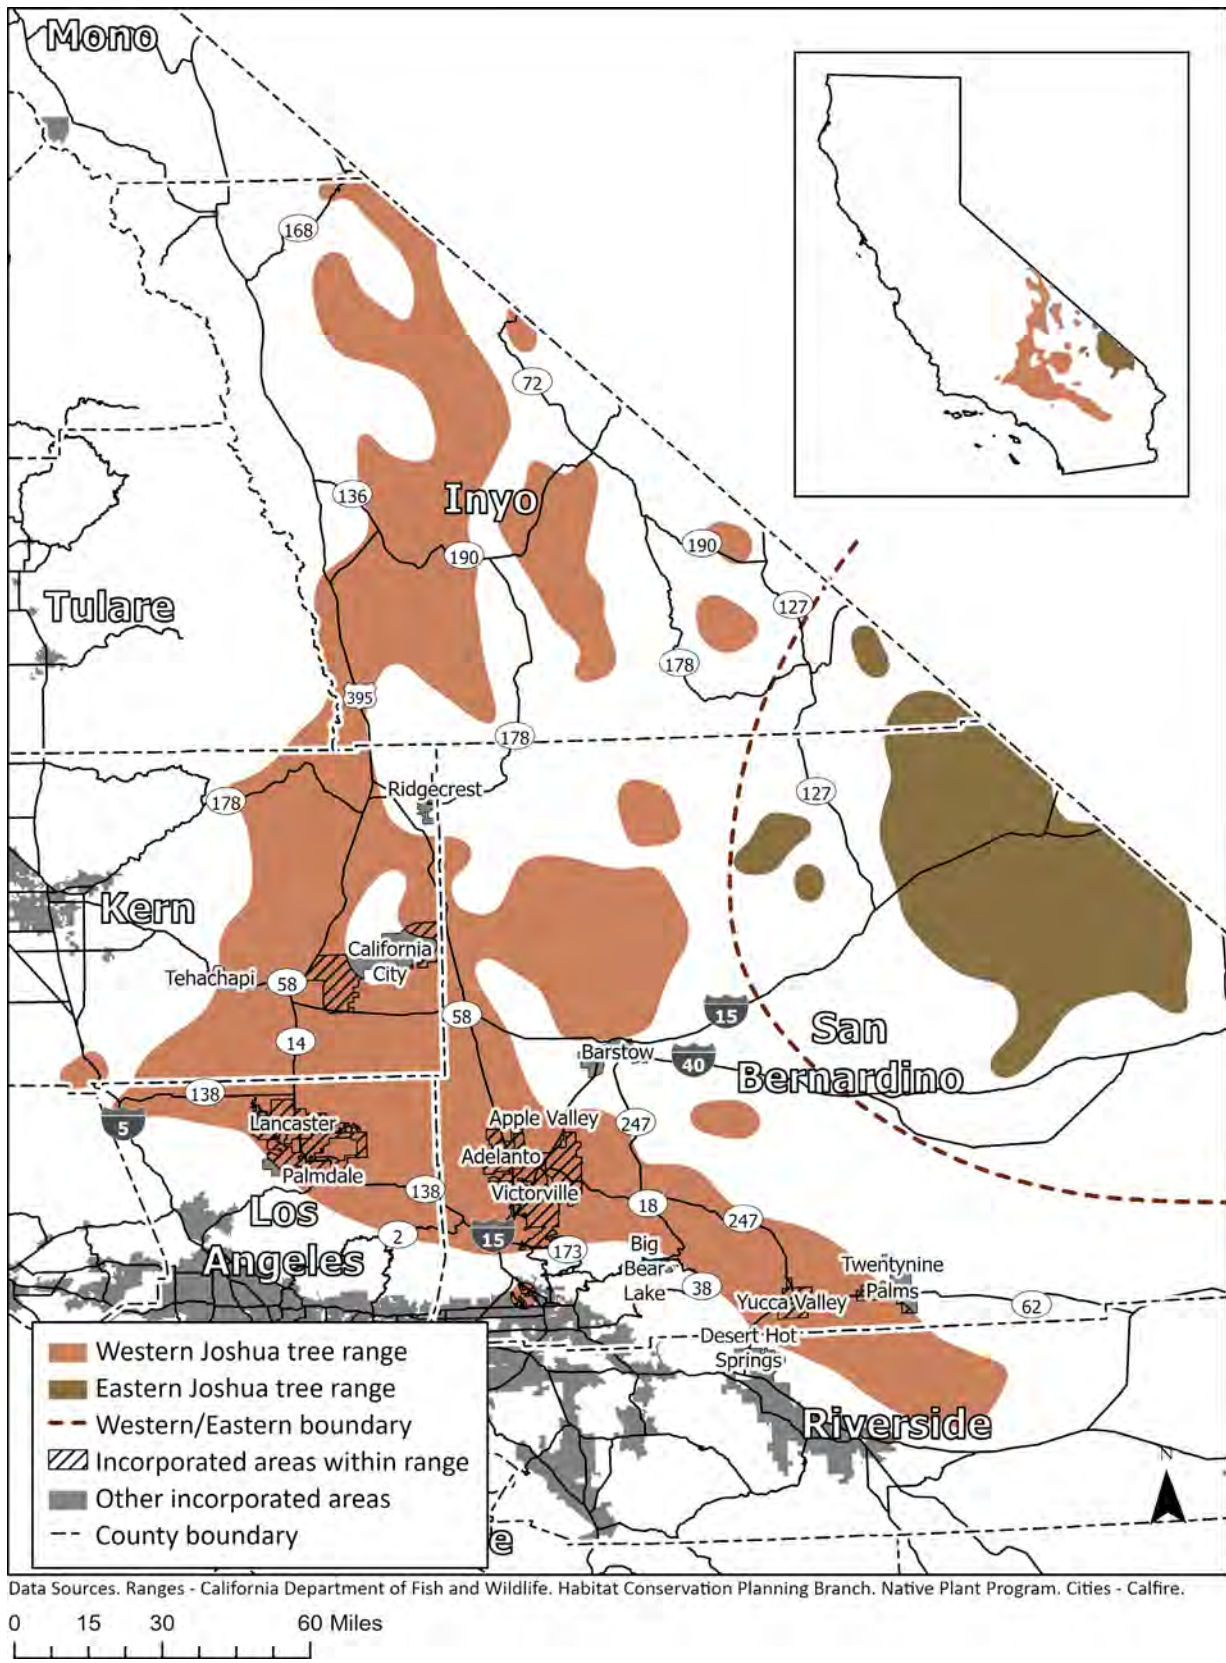 Mono
168
72
136
Inyo
190
190
Tulare
127
178
395
178
Ridgecrest
178
127
Kern
California
City
Tehachapi
58
58
15
San
Bernardino
14
Barstow
40
138
5
Lancaster
Apple Valley
247
Adelanto
Palmdale
138
Victorville
18
247
Los
Angeles
2
15
173
Big
Bear
Lake
38
Twentynine
Palms
Yucca Valley
62
Desert Hot
Springs
Riverside
Western Joshua tree range
Eastern Joshua tree range
Western/Eastern boundary
Incorporated areas within range
Other incorporated areas
County boundary
e
N
Data Sources. Ranges - California Department of Fish and Wildlife. Habitat Conservation Planning Branch. Native Plant Program. Cities - Calfire.
0 15 30 60 Miles